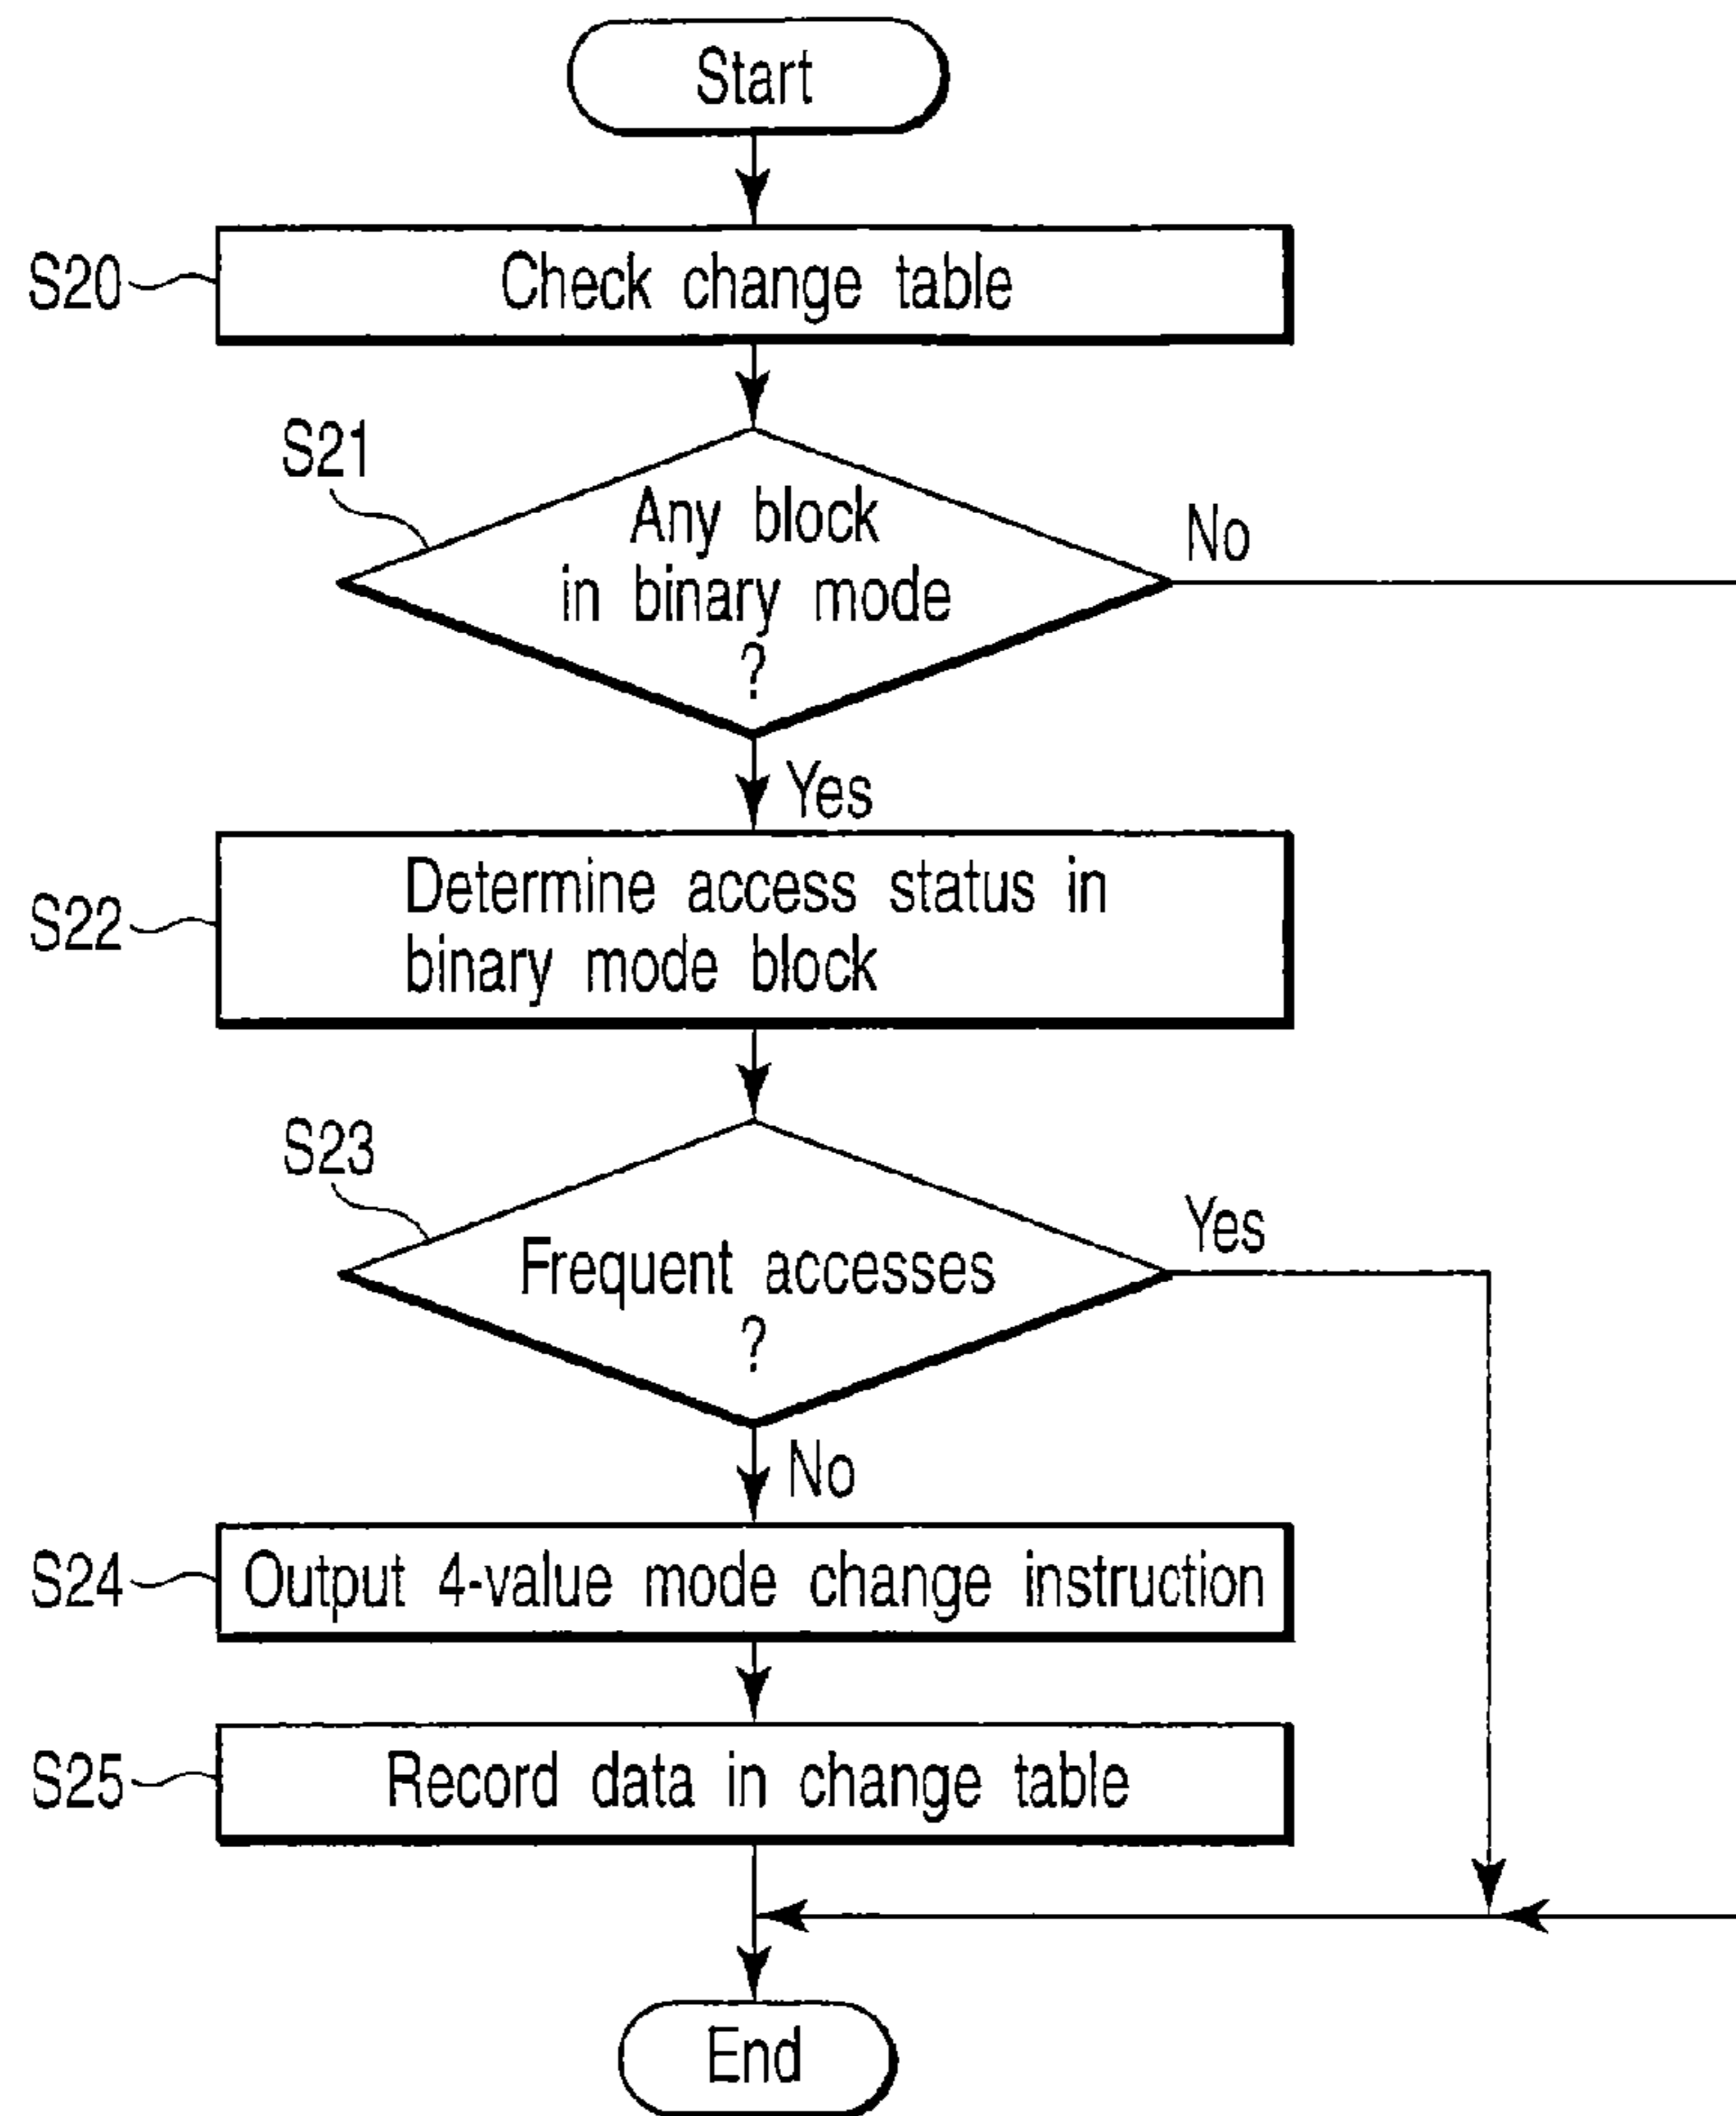 Start
S20
Check change table
S21
Any block
in binary mode
?
No
Yes
S22
Determine access status in
binary mode block
S23
Frequent accesses
?
Yes
No
S24
Output 4-value mode change instruction
S25
Record data in change table
End